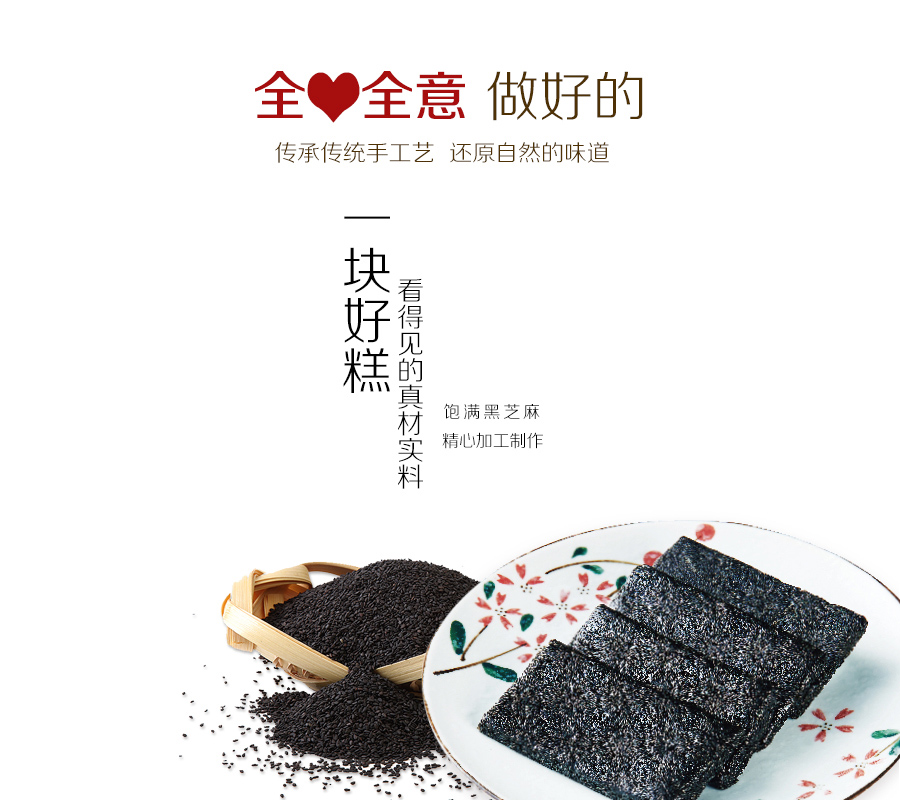 全❤全意 做好的
传承传统手工艺 还原自然的味道
一块好糕
看得见的真材实料
饱满黑芝麻
精心加工制作